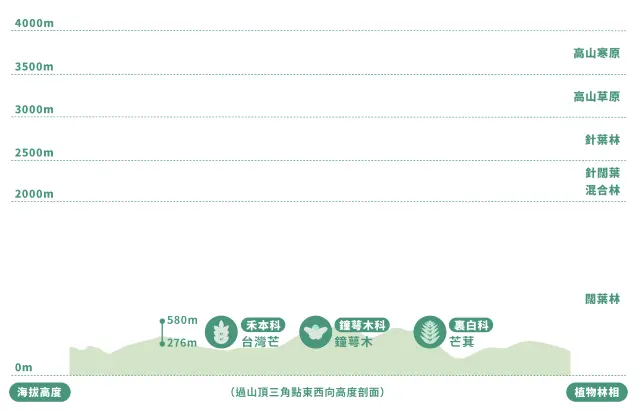 4000m
高山寒原
3500m
高山草原
3000m
針葉林
2500m
針闊葉
混合林
2000m
闊葉林
580m
276m
禾本科
台灣芒
鐘萼木科
鐘萼木
裏白科
芒萁
0m
海拔高度
（過山頂三角點東西向高度剖面）
植物林相